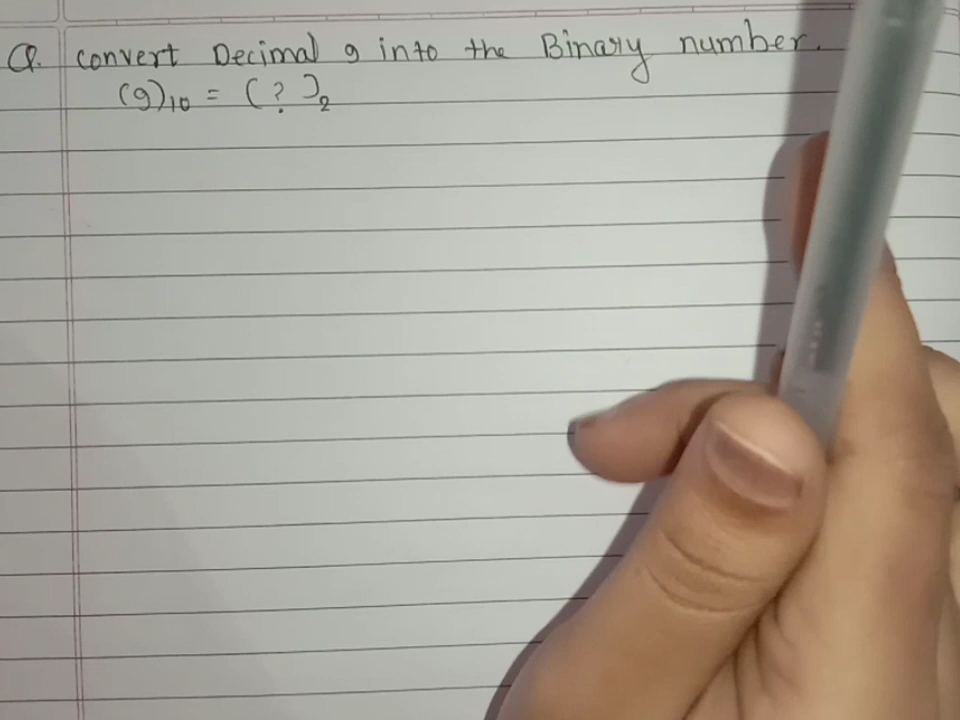 Q. convert Decimal 9 into the Binary number.
(9)10 = ( ? )2